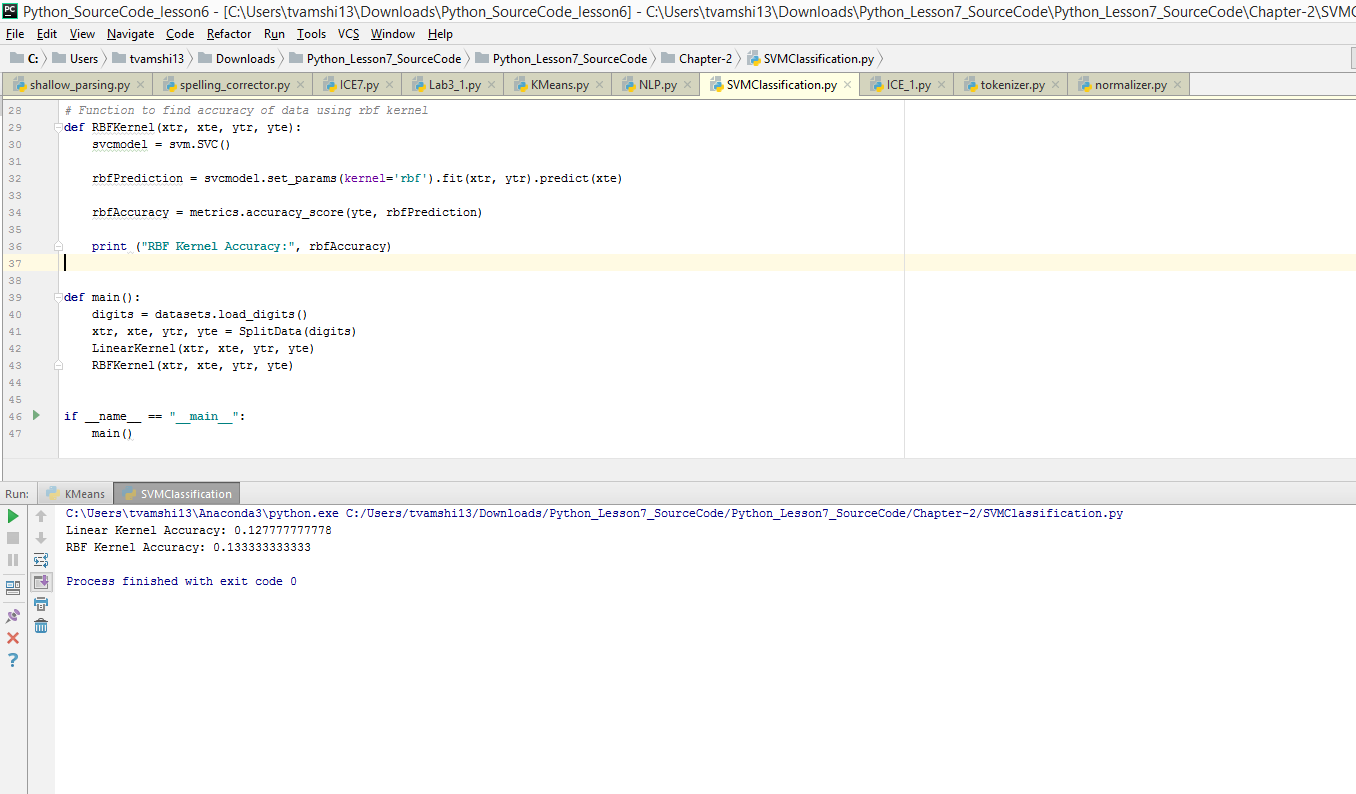 PC Python_SourceCode_lesson6 - [C:\Users\tvamshi13\Downloads\Python_SourceCode_lesson6] - C:\Users\tvamshi13\Downloads\Python_Lesson7_SourceCode\Python_Lesson7_SourceCode\Chapter-2\SVMC
File Edit View Navigate Code Refactor Run Tools VCS Window Help
C: Users tvamshi13 Downloads Python_Lesson7_SourceCode Python_Lesson7_SourceCode Chapter-2 SVMClassification.py
shallow_parsing.py spelling_corrector.py ICE7.py Lab3_1.py KMeans.py NLP.py SVMClassification.py ICE_1.py tokenizer.py normalizer.py
28 # Function to find accuracy of data using rbf kernel
29 def RBFKernel(xtr, xte, ytr, yte):
30 svcmodel = svm.SVC()
31
32 rbfPrediction = svcmodel.set_params(kernel='rbf').fit(xtr, ytr).predict(xte)
33
34 rbfAccuracy = metrics.accuracy_score(yte, rbfPrediction)
35
36 print ("RBF Kernel Accuracy:", rbfAccuracy)
37
38
39 def main():
40 digits = datasets.load_digits()
41 xtr, xte, ytr, yte = SplitData(digits)
42 LinearKernel(xtr, xte, ytr, yte)
43 RBFKernel(xtr, xte, ytr, yte)
44
45
46 if __name__ == "__main__":
47 main()
Run: KMeans SVMClassification
C:\Users\tvamshi13\Anaconda3\python.exe C:/Users/tvamshi13/Downloads/Python_Lesson7_SourceCode/Python_Lesson7_SourceCode/Chapter-2/SVMClassification.py
Linear Kernel Accuracy: 0.127777777778
RBF Kernel Accuracy: 0.133333333333
Process finished with exit code 0